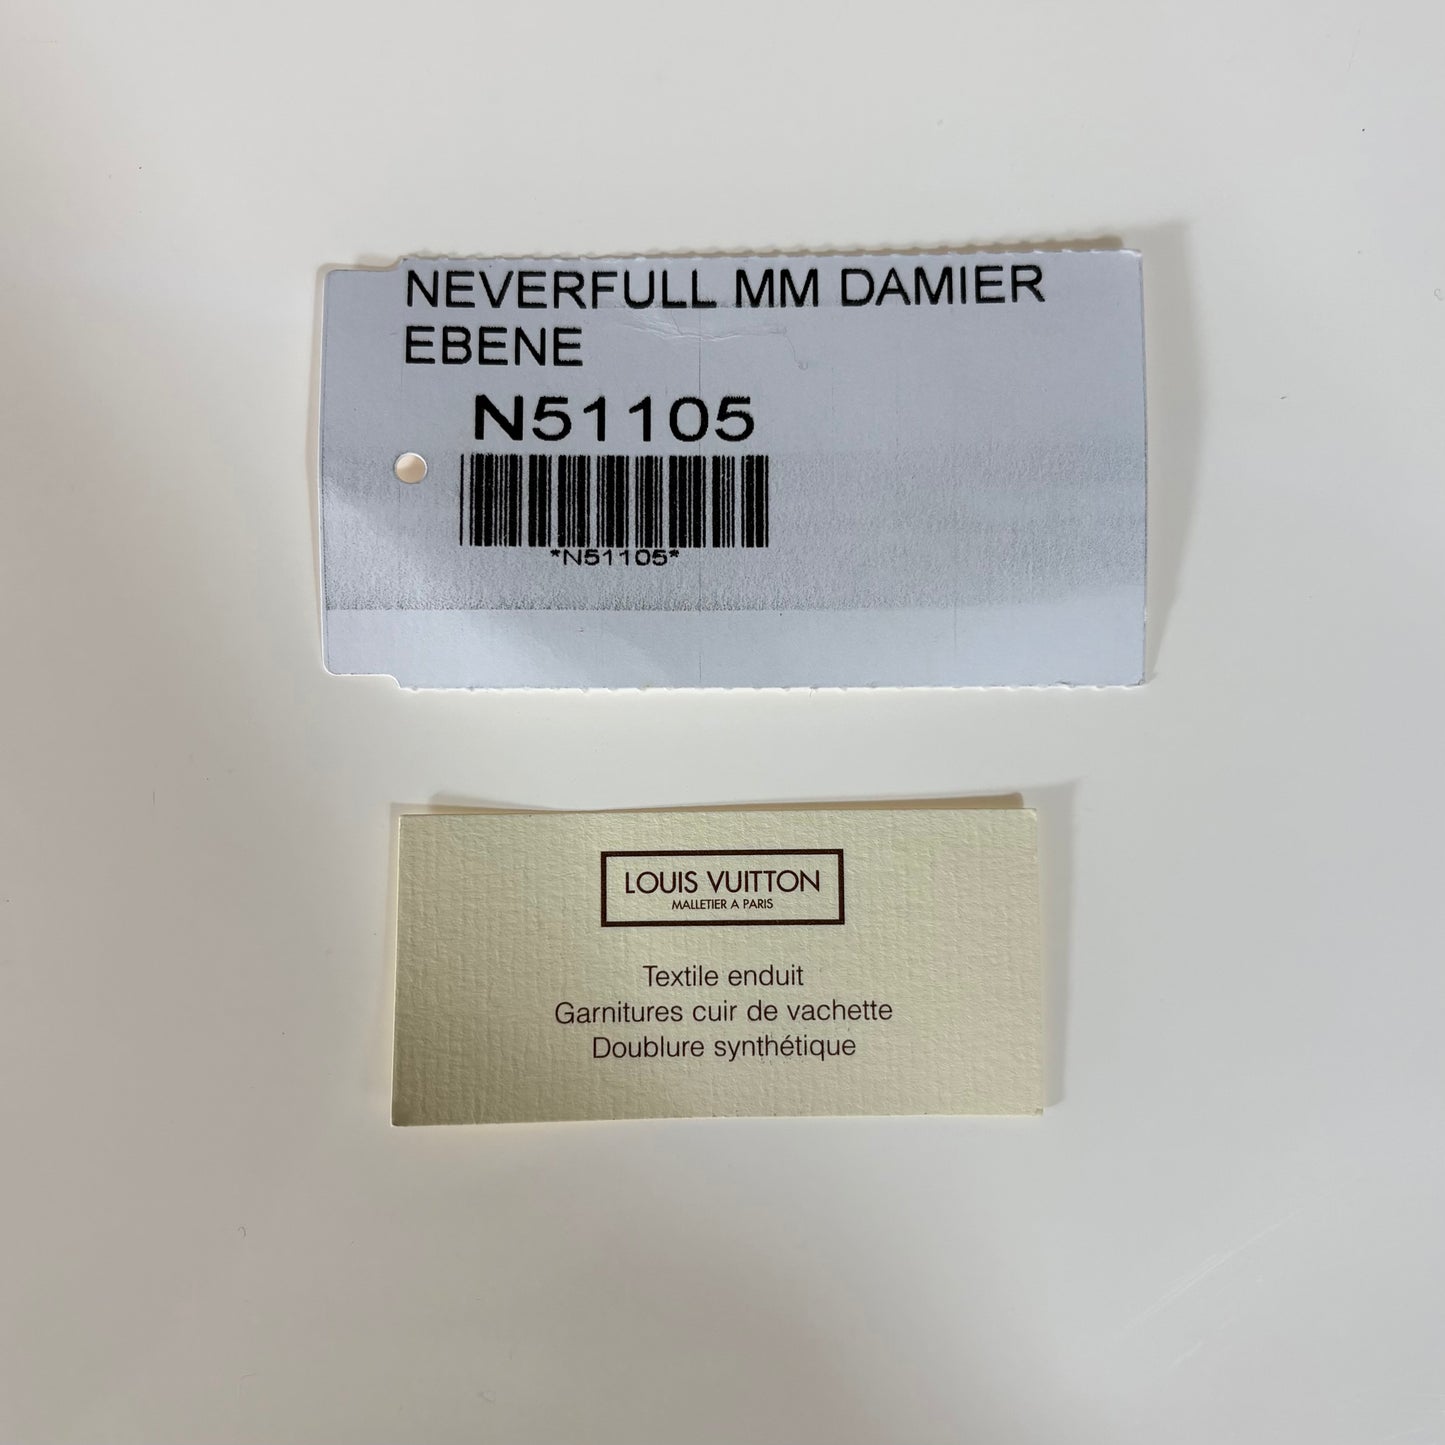 NEVERFULL MM DAMIER
EBENE
N51105
*N51105*
LOUIS VUITTON
MALLETIER A PARIS
Textile enduit
Garnitures cuir de vachette
Doublure synthétique